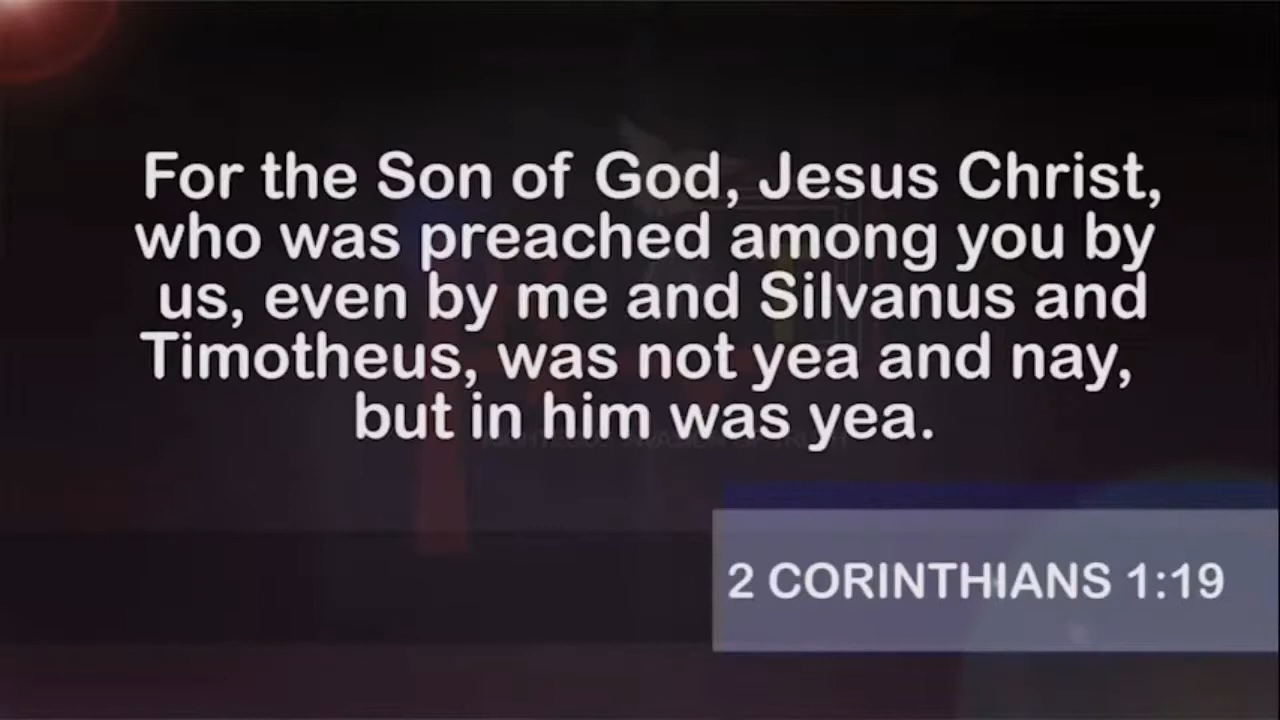 For the Son of God, Jesus Christ,
who was preached among you by
us, even by me and Silvanus and
Timotheus, was not yea and nay,
but in him was yea.
2 CORINTHIANS 1:19